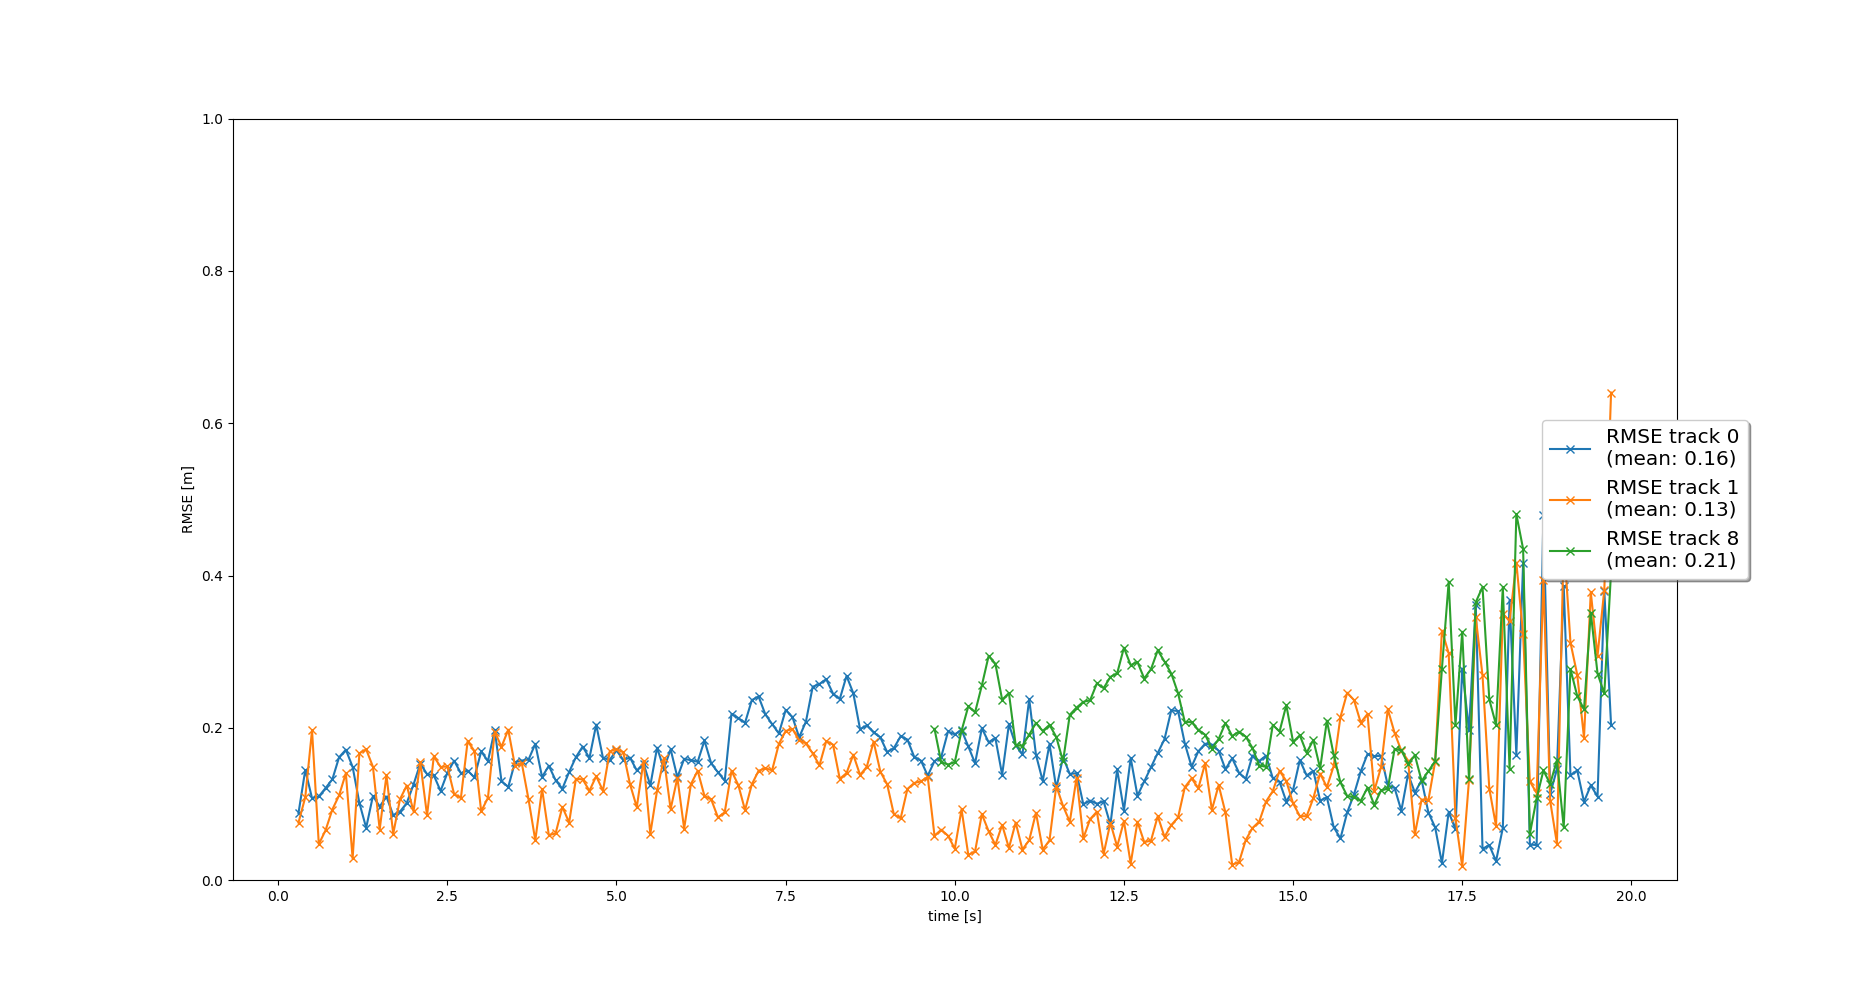 1.0
0.8
0.6
0.4
0.2
0.0
RMSE [m]
0.0 2.5 5.0 7.5 10.0 12.5 15.0 17.5 20.0
time [s]
RMSE track 0
(mean: 0.16)
RMSE track 1
(mean: 0.13)
RMSE track 8
(mean: 0.21)